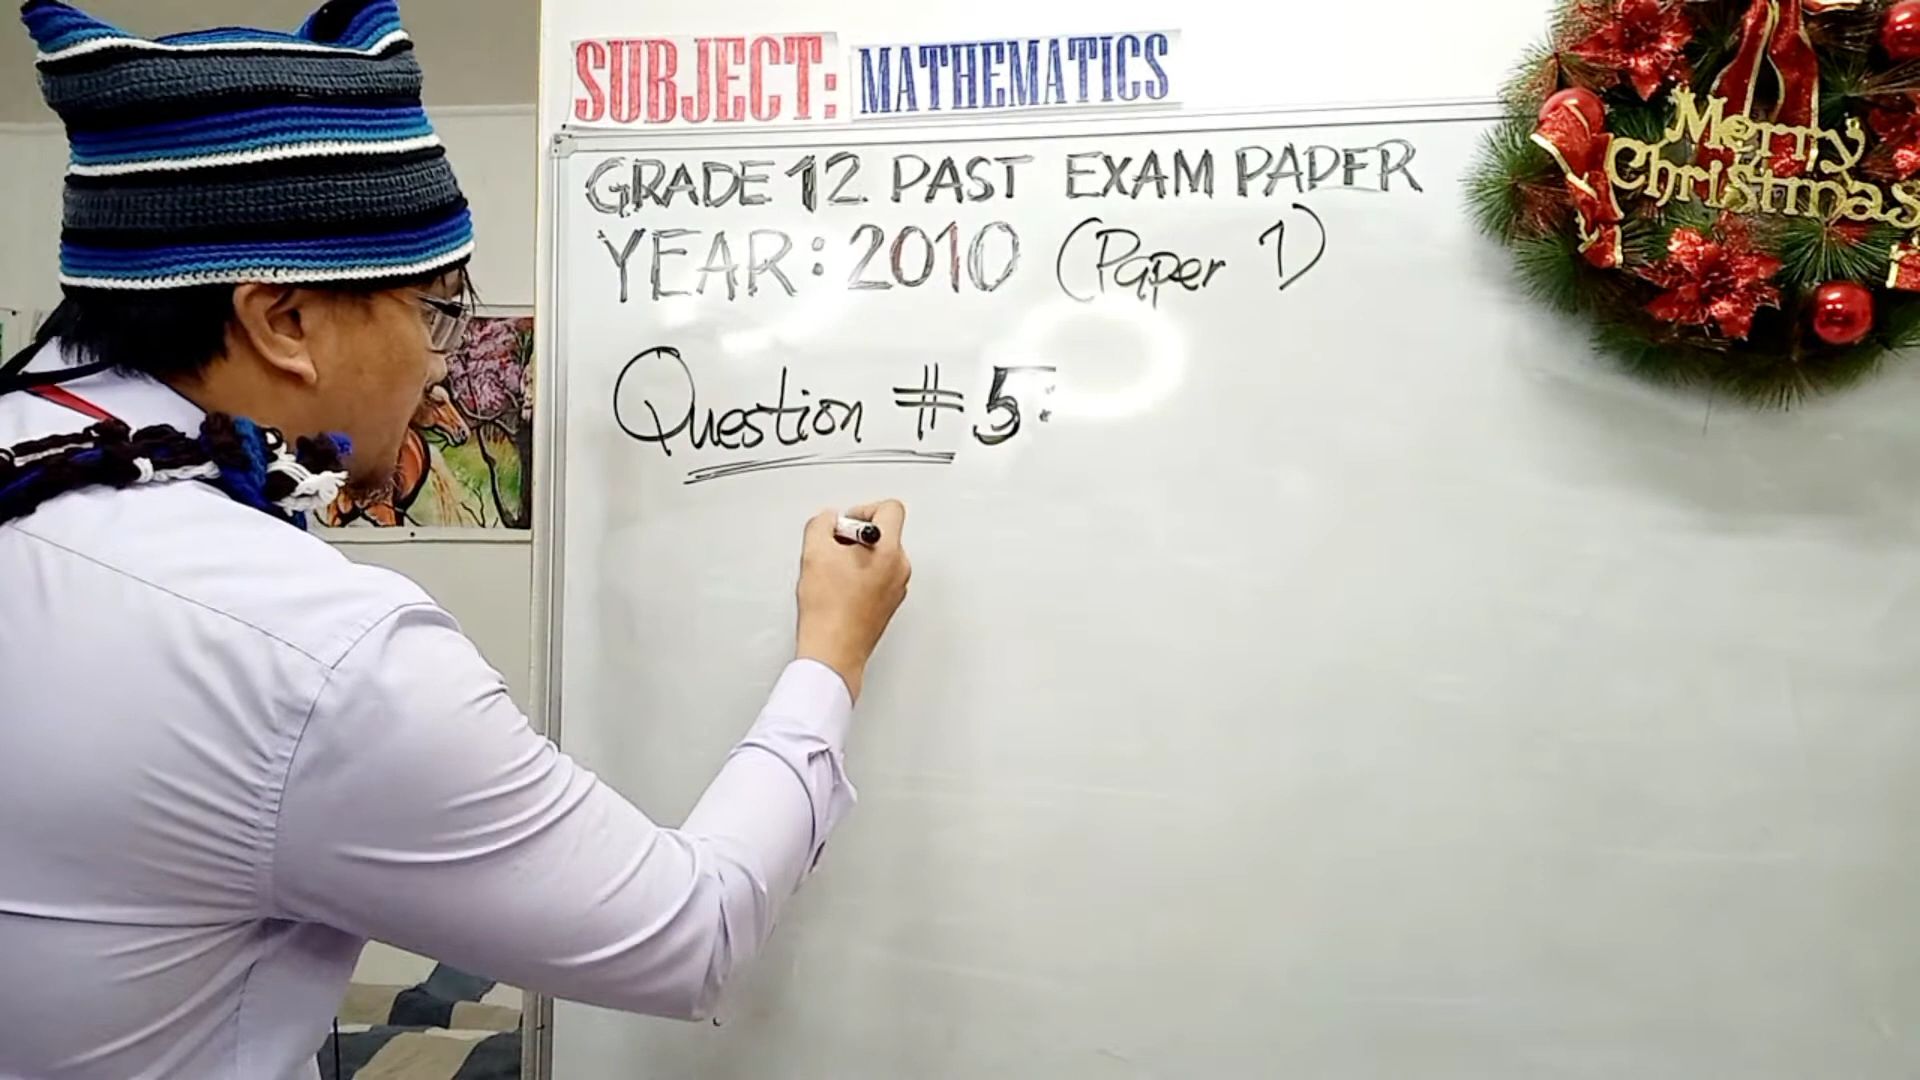 SUBJECT: MATHEMATICS
GRADE 12 PAST EXAM PAPER
YEAR: 2010 (Paper 1)
Question # 5:
Merry
Christmas